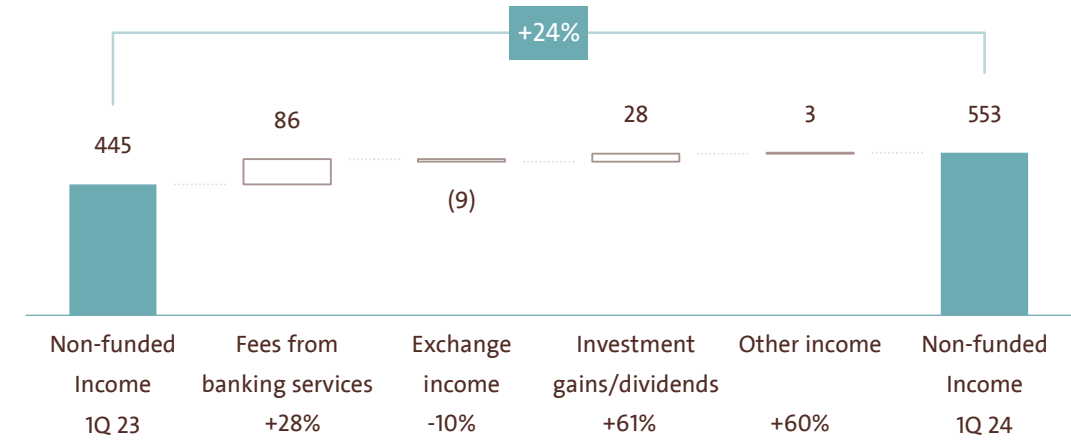 +24%
445
86
(9)
28
3
553
Non-funded
Income
1Q 23
Fees from
banking services
+28%
Exchange
income
-10%
Investment
gains/dividends
+61%
Other income
+60%
Non-funded
Income
1Q 24